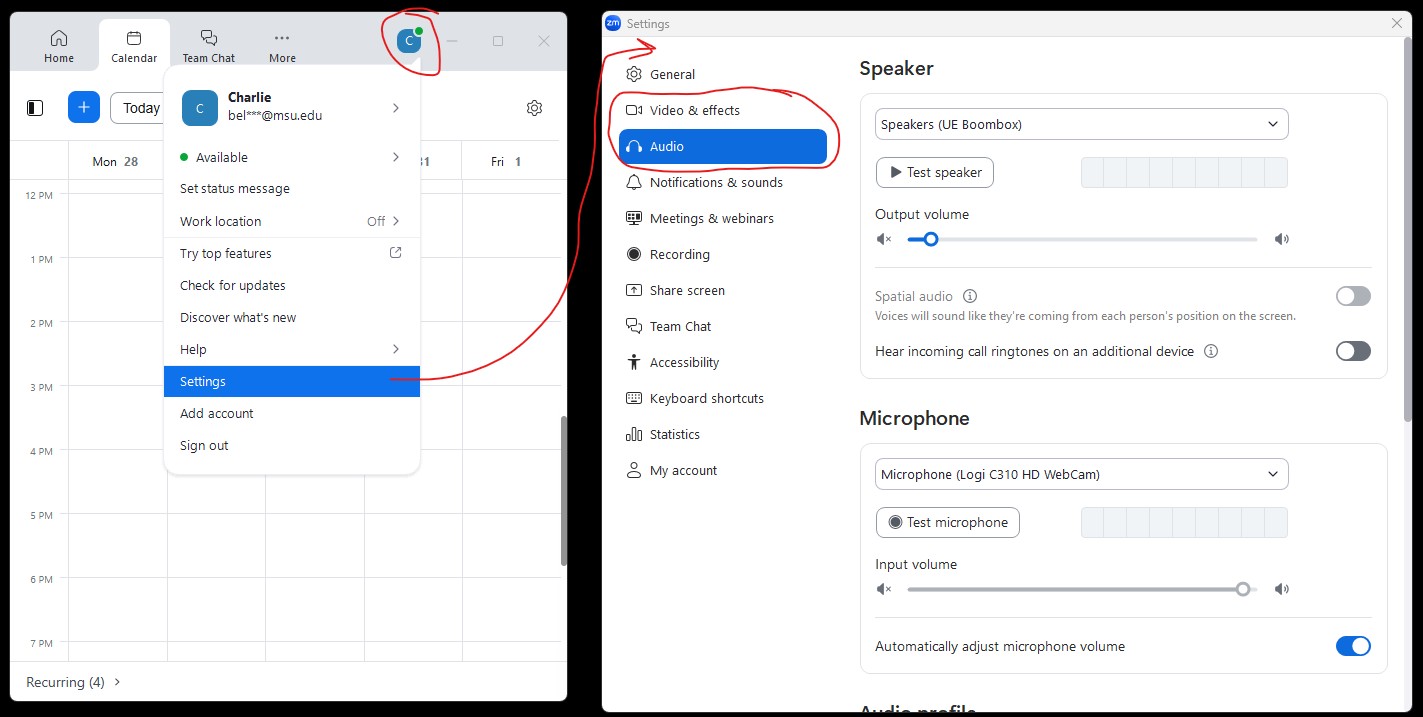 Home
Calendar
Team Chat
More
C
Today
Charlie
C
bel***@msu.edu
Mon 28
31
Fri 1
Available
Set status message
Work location Off
Try top features
Check for updates
Discover what's new
Help
Settings
Add account
Sign out
12 PM
1 PM
2 PM
3 PM
4 PM
5 PM
6 PM
7 PM
Recurring (4)
zm Settings
General
Video & effects
Audio
Notifications & sounds
Meetings & webinars
Recording
Share screen
Team Chat
Accessibility
Keyboard shortcuts
Statistics
My account
Speaker
Speakers (UE Boombox)
Test speaker
Output volume
Spatial audio
Voices will sound like they're coming from each person's position on the screen.
Hear incoming call ringtones on an additional device
Microphone
Microphone (Logi C310 HD WebCam)
Test microphone
Input volume
Automatically adjust microphone volume
Audio profile